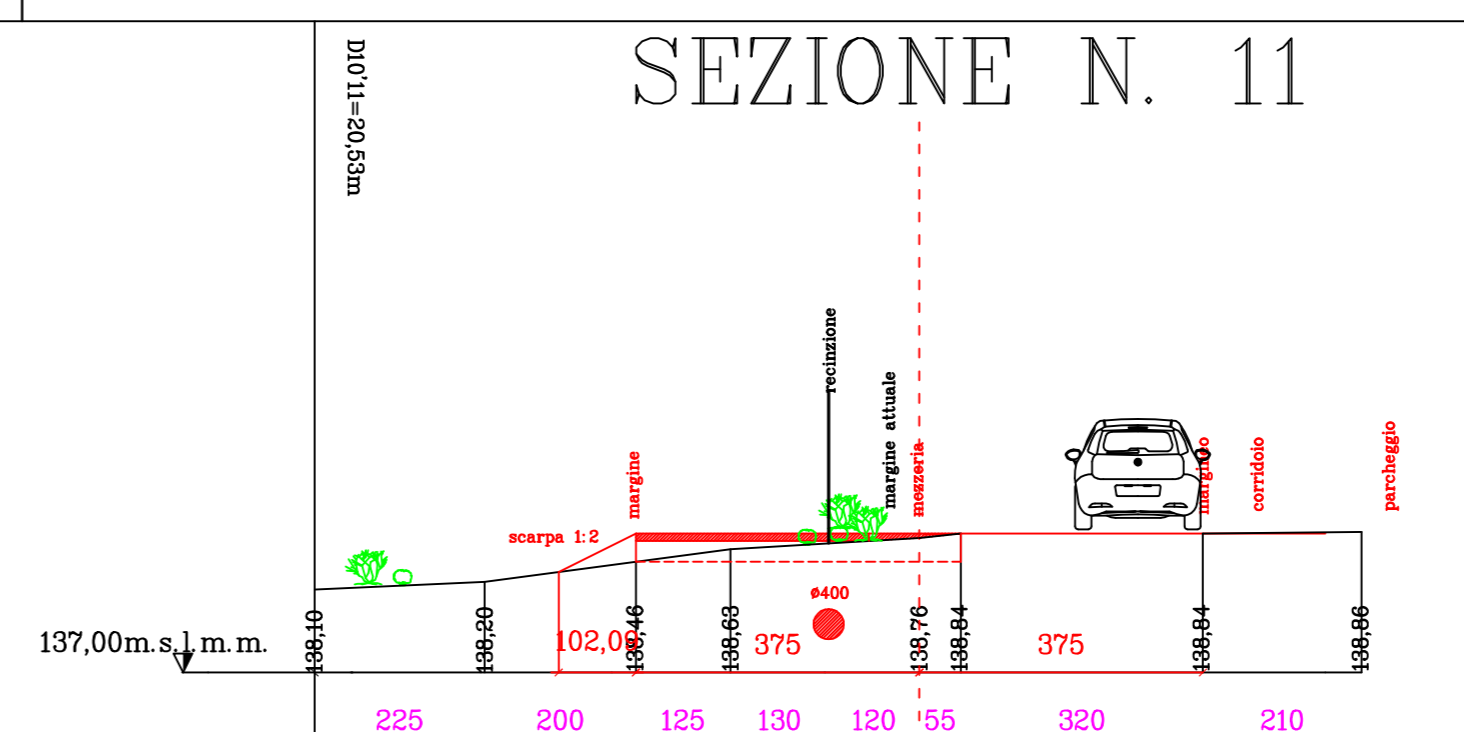 SEZIONE N. 11
D10'11=20,53m
recinzione
margine attuale
margine
mezzeria
corridoio
parcheggio
scarpa 1:2
ø400
137,00m.s.l.m.m.
138,10
138,20
138,46
138,63
138,76
138,84
138,84
138,86
375
375
225 200 125 130 120 55 320 210